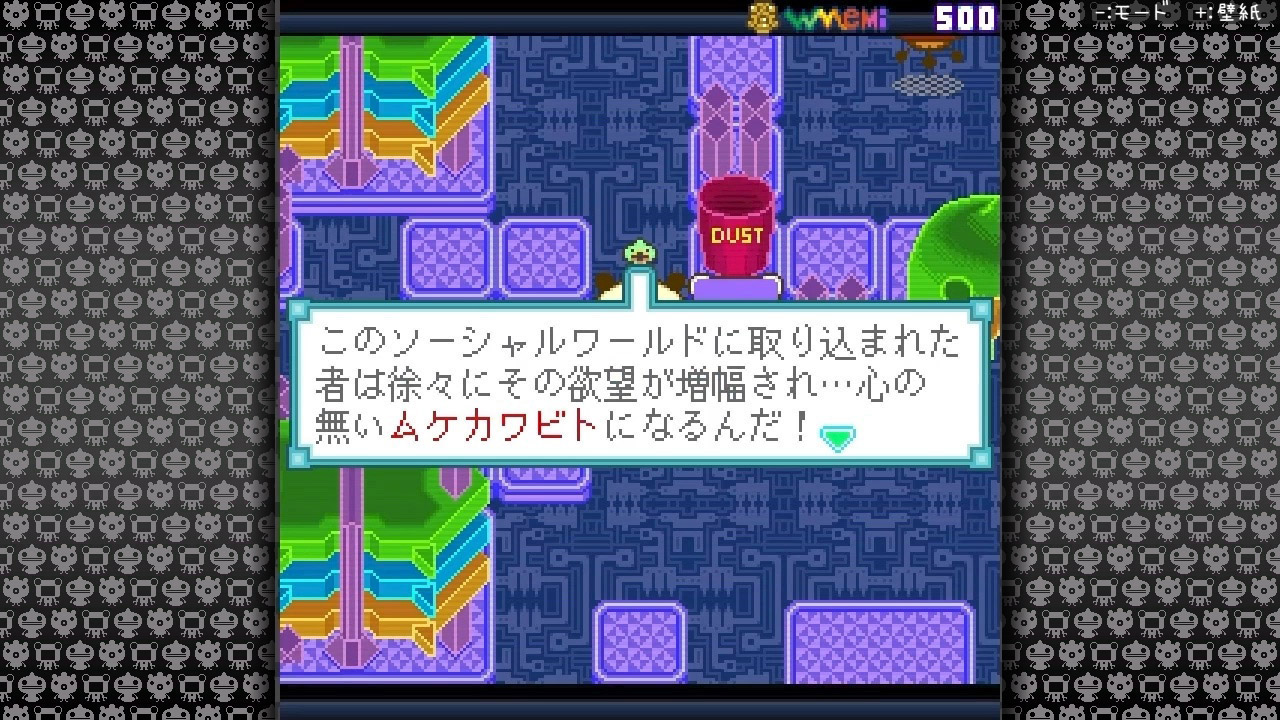 wmemi 500
-:モード +:壁紙
DUST
このソーシャルワールドに取り込まれた
者は徐々にその欲望が増幅され…心の
無いムケカワビトになるんだ！